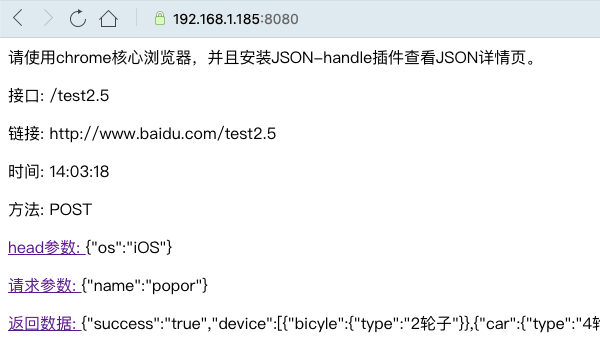 192.168.1.185:8080
请使用chrome核心浏览器，并且安装JSON-handle插件查看JSON详情页。
接口: /test2.5
链接: http://www.baidu.com/test2.5
时间: 14:03:18
方法: POST
head参数: {"os":"iOS"}
请求参数: {"name":"popor"}
返回数据: {"success":"true","device":[{"bicyle":{"type":"2轮子"}},{"car":{"type":"4